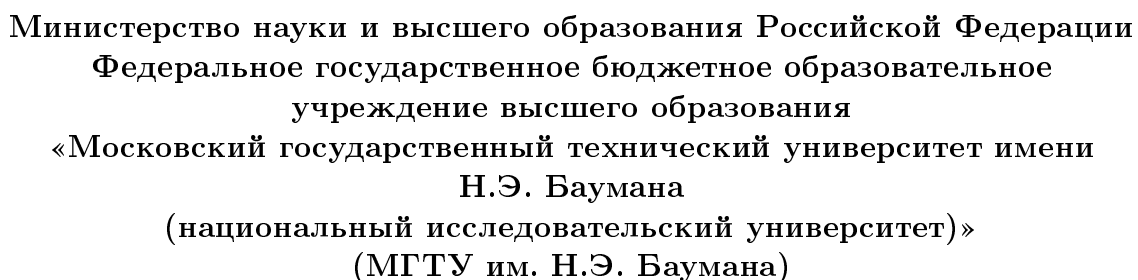 Министерство науки и высшего образования Российской Федерации
Федеральное государственное бюджетное образовательное
учреждение высшего образования
«Московский государственный технический университет имени
Н.Э. Баумана
(национальный исследовательский университет)»
(МГТУ им. Н.Э. Баумана)